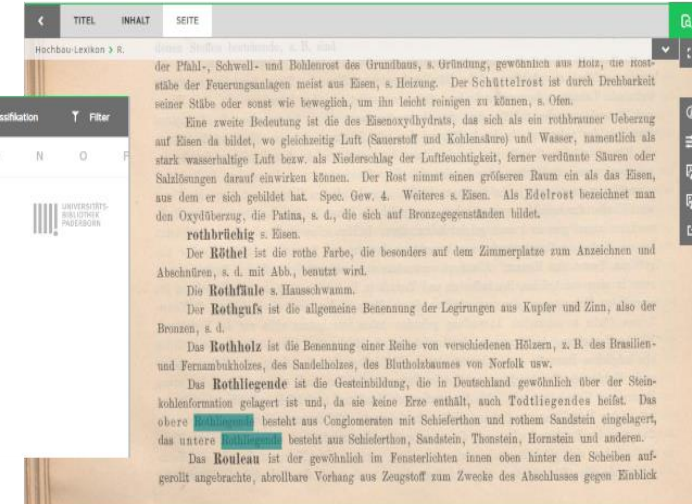 TITEL INHALT SEITE
Hochbau-Lexikon > R.
der Pfahl-, Schwell- und Bohlenrost des Grundbaus, s. Gründung, gewöhnlich aus Holz, die Rost-
stäbe der Feuerungsanlagen meist aus Eisen, s. Heizung. Der Schüttelrost ist durch Drehbarkeit
seiner Stäbe oder sonst wie beweglich, um ihn leicht reinigen zu können, s. Ofen.
Eine zweite Bedeutung ist die des Eisenoxydhydrats, das sich als ein rothbrauner Ueberzug
auf Eisen da bildet, wo gleichzeitig Luft (Sauerstoff und Kohlensäure) und Wasser, namentlich als
stark wasserhaltige Luft bezw. als Niederschlag der Luftfeuchtigkeit, ferner verdünnte Säuren oder
Salzlösungen darauf einwirken können. Der Rost nimmt einen größeren Raum ein als das Eisen,
aus dem er sich gebildet hat. Spec. Gew. 4. Weiteres s. Eisen. Als Edelrost bezeichnet man
den Oxydüberzug, die Patina, s. d., die sich auf Bronzegegenständen bildet.
rothbrüchig s. Eisen.
Der Röthel ist die rothe Farbe, die besonders auf dem Zimmerplatze zum Anzeichnen und
Abschnüren, s. d. mit Abb., benutzt wird.
Die Rothfäule s. Hausschwamm.
Der Rothguß ist die allgemeine Benennung der Legirungen aus Kupfer und Zinn, also der
Bronzen, s. d.
Das Rothholz ist die Benennung einer Reihe von verschiedenen Hölzern, z. B. des Brasilien-
und Fernambukholzes, des Sandelholzes, des Blutholzbaumes von Norfolk usw.
Das Rothliegende ist die Gesteinbildung, die in Deutschland gewöhnlich über der Stein-
kohlenformation gelagert ist und, da sie keine Erze enthält, auch Todtliegendes heißt. Das
obere Rothliegende besteht aus Conglomeraten mit Schieferthon und rothem Sandstein eingelagert,
das untere Rothliegende besteht aus Schieferthon, Sandstein, Thonstein, Hornstein und anderen.
Das Rouleau ist der gewöhnlich im Fensterlichten innen oben hinter den Scheiben auf-
gerollt angebrachte, abrollbare Vorhang aus Zeugstoff zum Zwecke des Abschlusses gegen Einblick
ssifikation Filter
N O F
UNIVERSITÄTS-
BIBLIOTHEK
PADERBORN